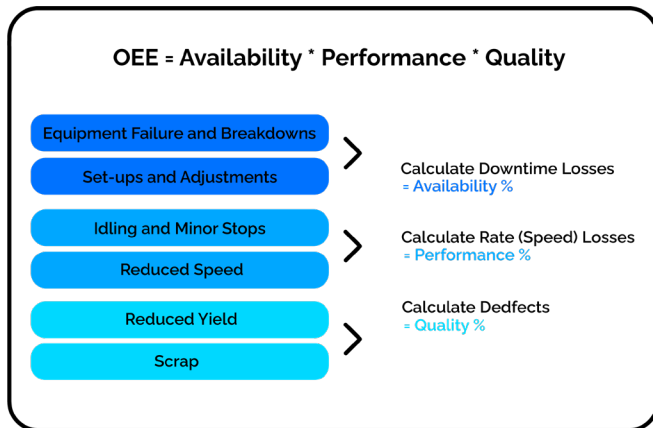 OEE = Availability * Performance * Quality
Equipment Failure and Breakdowns
Set-ups and Adjustments
Calculate Downtime Losses
= Availability %
Idling and Minor Stops
Reduced Speed
Calculate Rate (Speed) Losses
= Performance %
Reduced Yield
Scrap
Calculate Dedfects
= Quality %